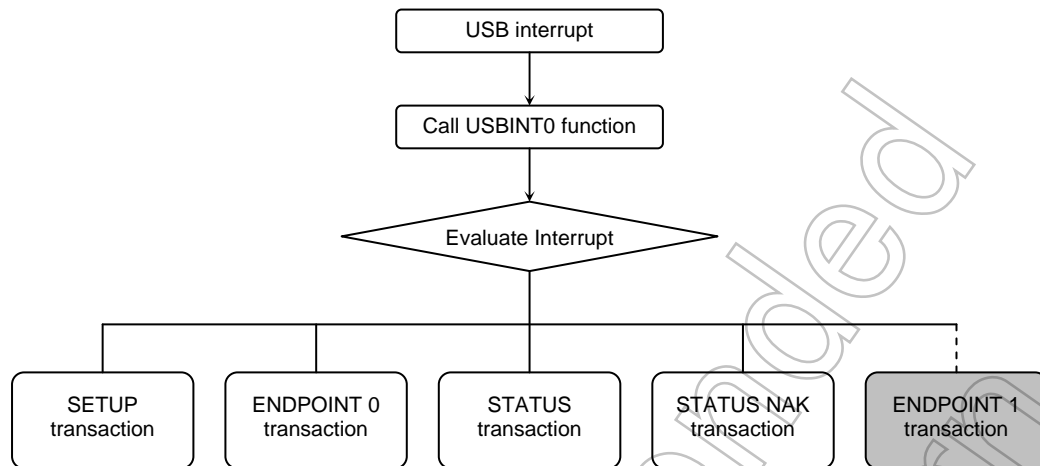 USB interrupt
Call USBINT0 function
Evaluate Interrupt
SETUP
transaction
ENDPOINT 0
transaction
STATUS
transaction
STATUS NAK
transaction
ENDPOINT 1
transaction